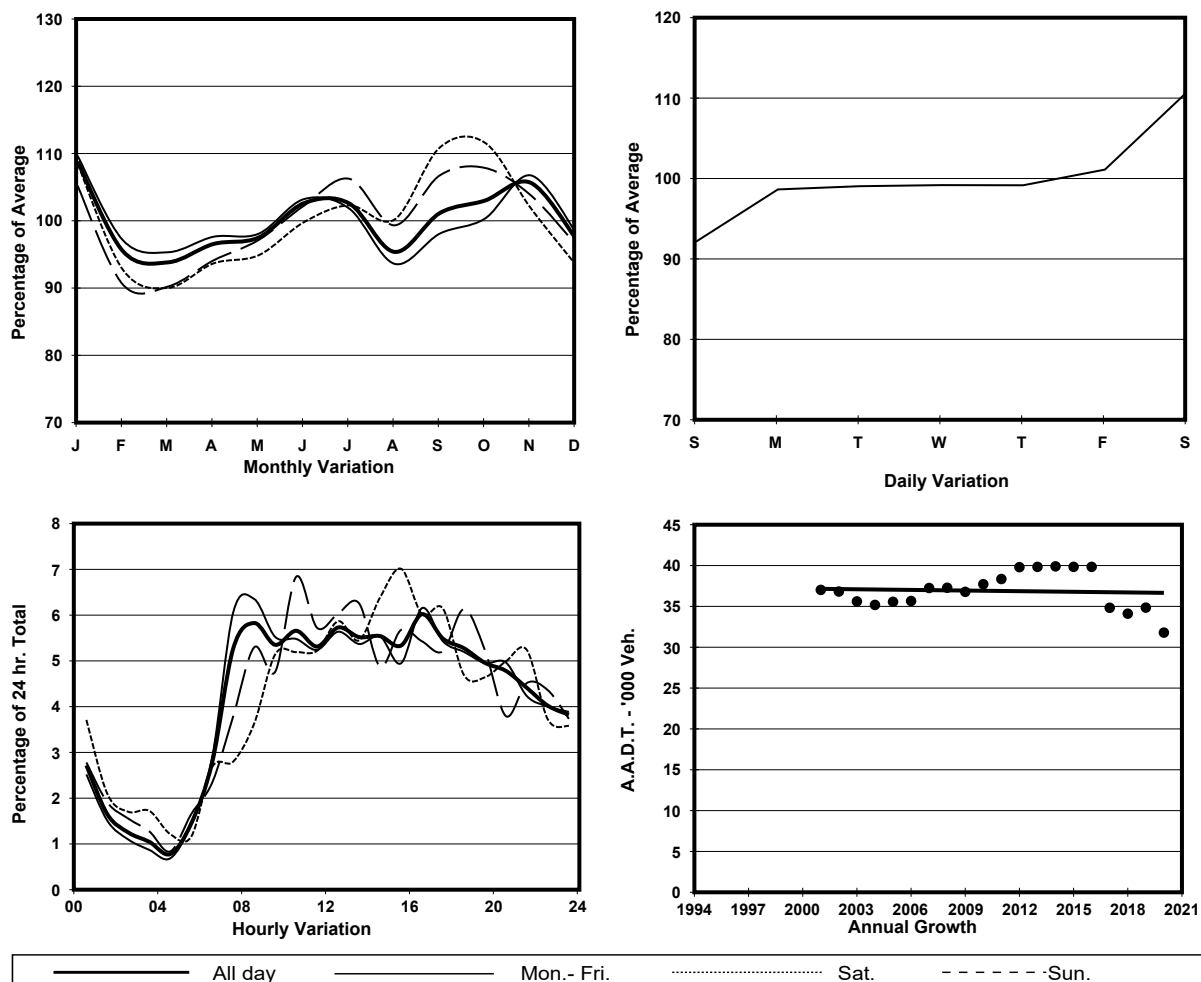 130
120
110
100
90
80
70
Percentage of Average
J F M A M J J A S O N D
Monthly Variation
120
110
100
90
80
70
Percentage of Average
S M T W T F S
Daily Variation
8
7
6
5
4
3
2
1
0
Percentage of 24 hr. Total
00 04 08 12 16 20 24
Hourly Variation
45
40
35
30
25
20
15
10
5
0
A.A.D.T. - '000 Veh.
1994 1997 2000 2003 2006 2009 2012 2015 2018 2021
Annual Growth
All day Mon.- Fri. Sat. Sun.